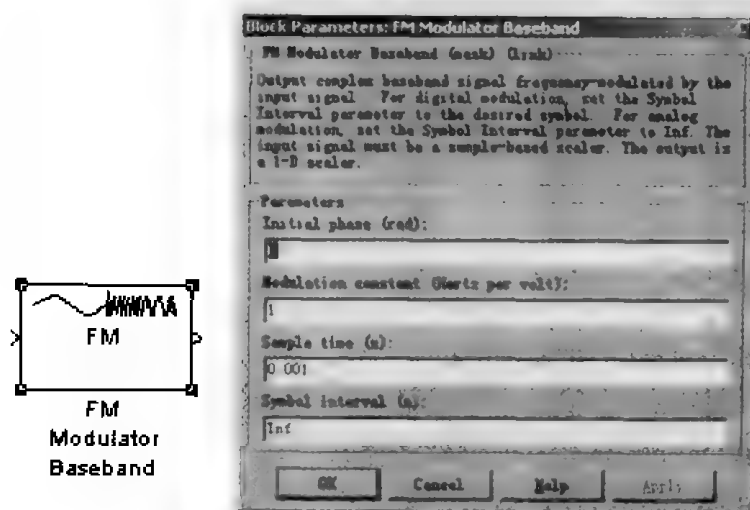 FM
FM
Modulator
Baseband
Block Parameters: FM Modulator Baseband
FM Modulator Baseband (mask) (link)
Output complex baseband signal frequency-modulated by the
input signal For digital modulation, set the Symbol
Interval parameter to the desired symbol. For analog
modulation, set the Symbol Interval parameter to Inf. The
input signal must be a sample-based scalar. The output is
a 1-D scalar.
Parameters
Initial phase (rad):
Modulation constant (Hertz per volt):
1
Sample time (s):
0.001
Symbol interval (s):
Inf
OK Cancel Help Apply